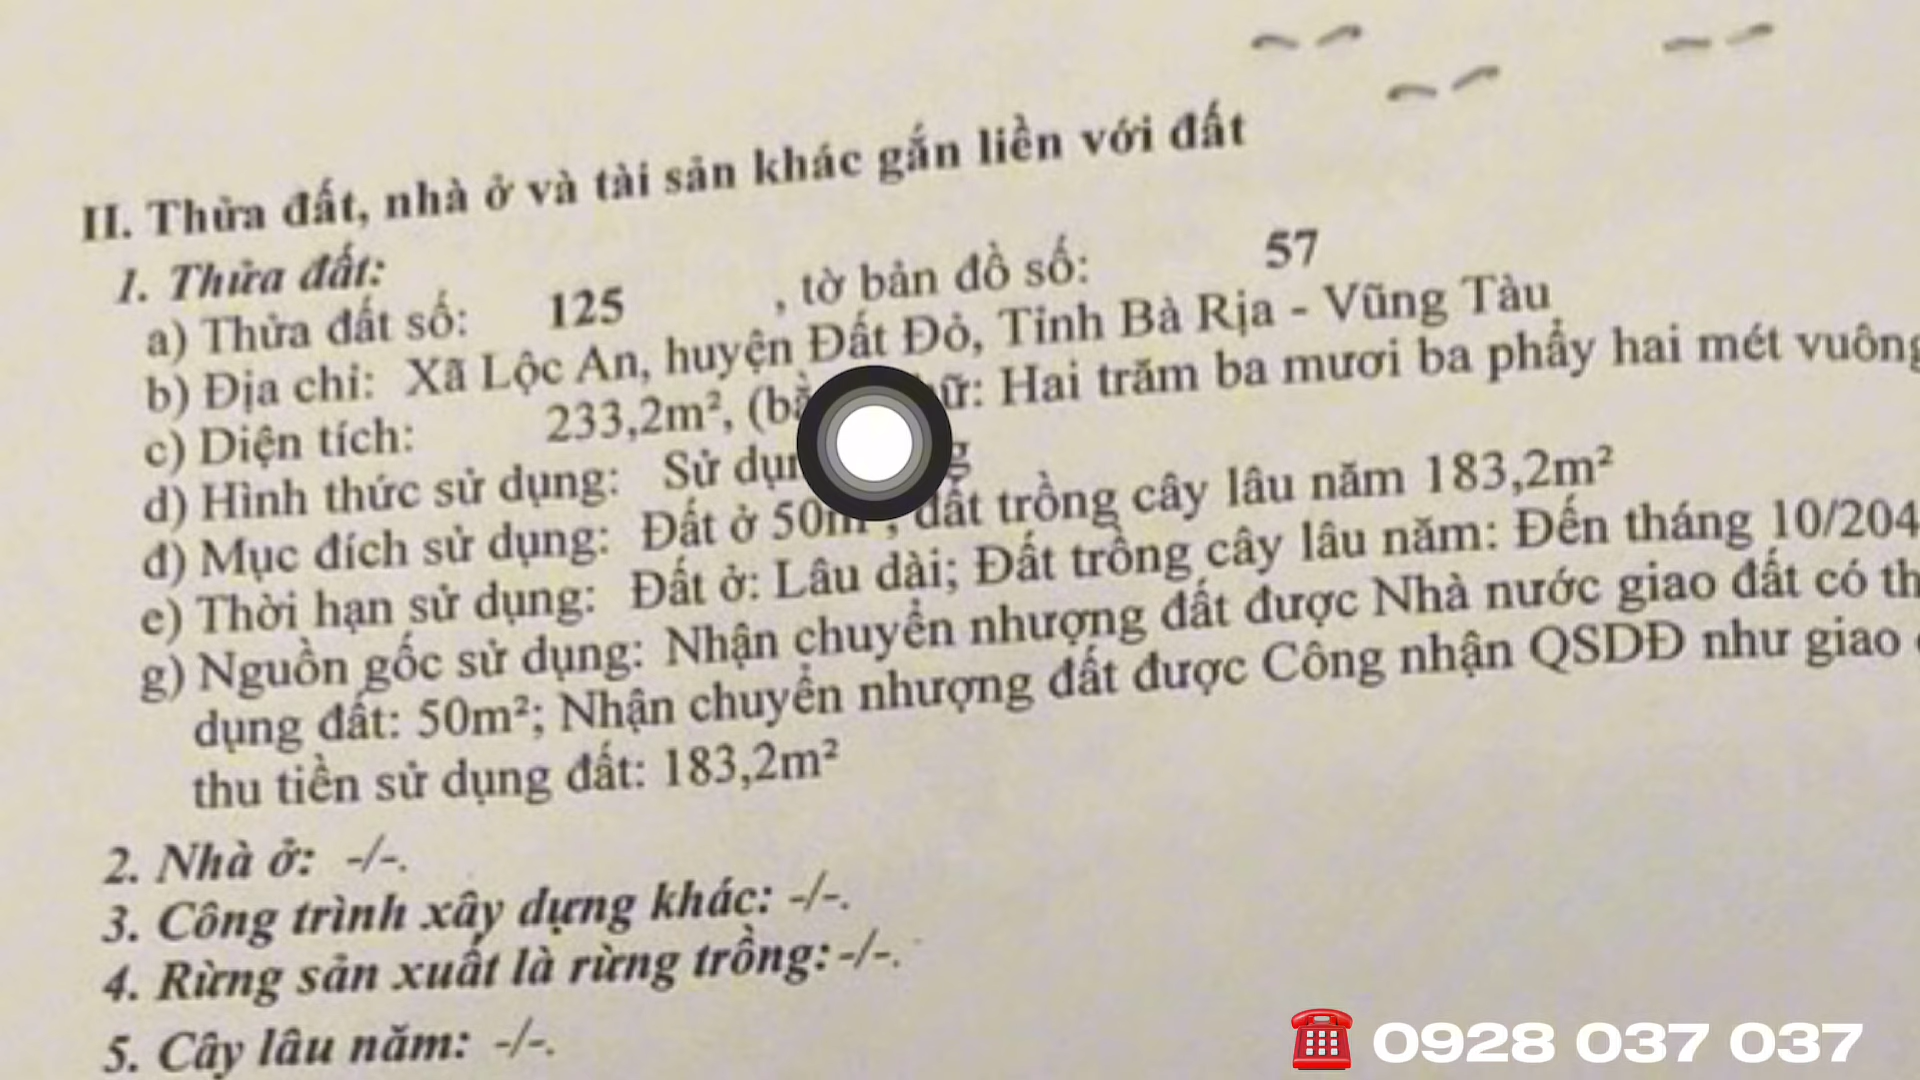 II. Thửa đất, nhà ở và tài sản khác gắn liền với đất
1. Thửa đất:
a) Thửa đất số: 125 , tờ bản đồ số: 57
b) Địa chỉ: Xã Lộc An, huyện Đất Đỏ, Tỉnh Bà Rịa - Vũng Tàu
c) Diện tích: 233,2m², Hai trăm ba mươi ba phẩy hai mét vuông
d) Hình thức sử dụng: Sử
đ) Mục đích sử dụng: Đất ở 50m², đất trồng cây lâu năm 183,2m²
e) Thời hạn sử dụng: Đất ở: Lâu dài; Đất trồng cây lâu năm: Đến tháng 10/204
g) Nguồn gốc sử dụng: Nhận chuyển nhượng đất được Nhà nước giao đất có
dụng đất: 50m²; Nhận chuyển nhượng đất được Công nhận QSDĐ như giao
thu tiền sử dụng đất: 183,2m²
2. Nhà ở: -/-.
3. Công trình xây dựng khác: -/-.
4. Rừng sản xuất là rừng trồng: -/-.
5. Cây lâu năm: -/-.
0928 037 037